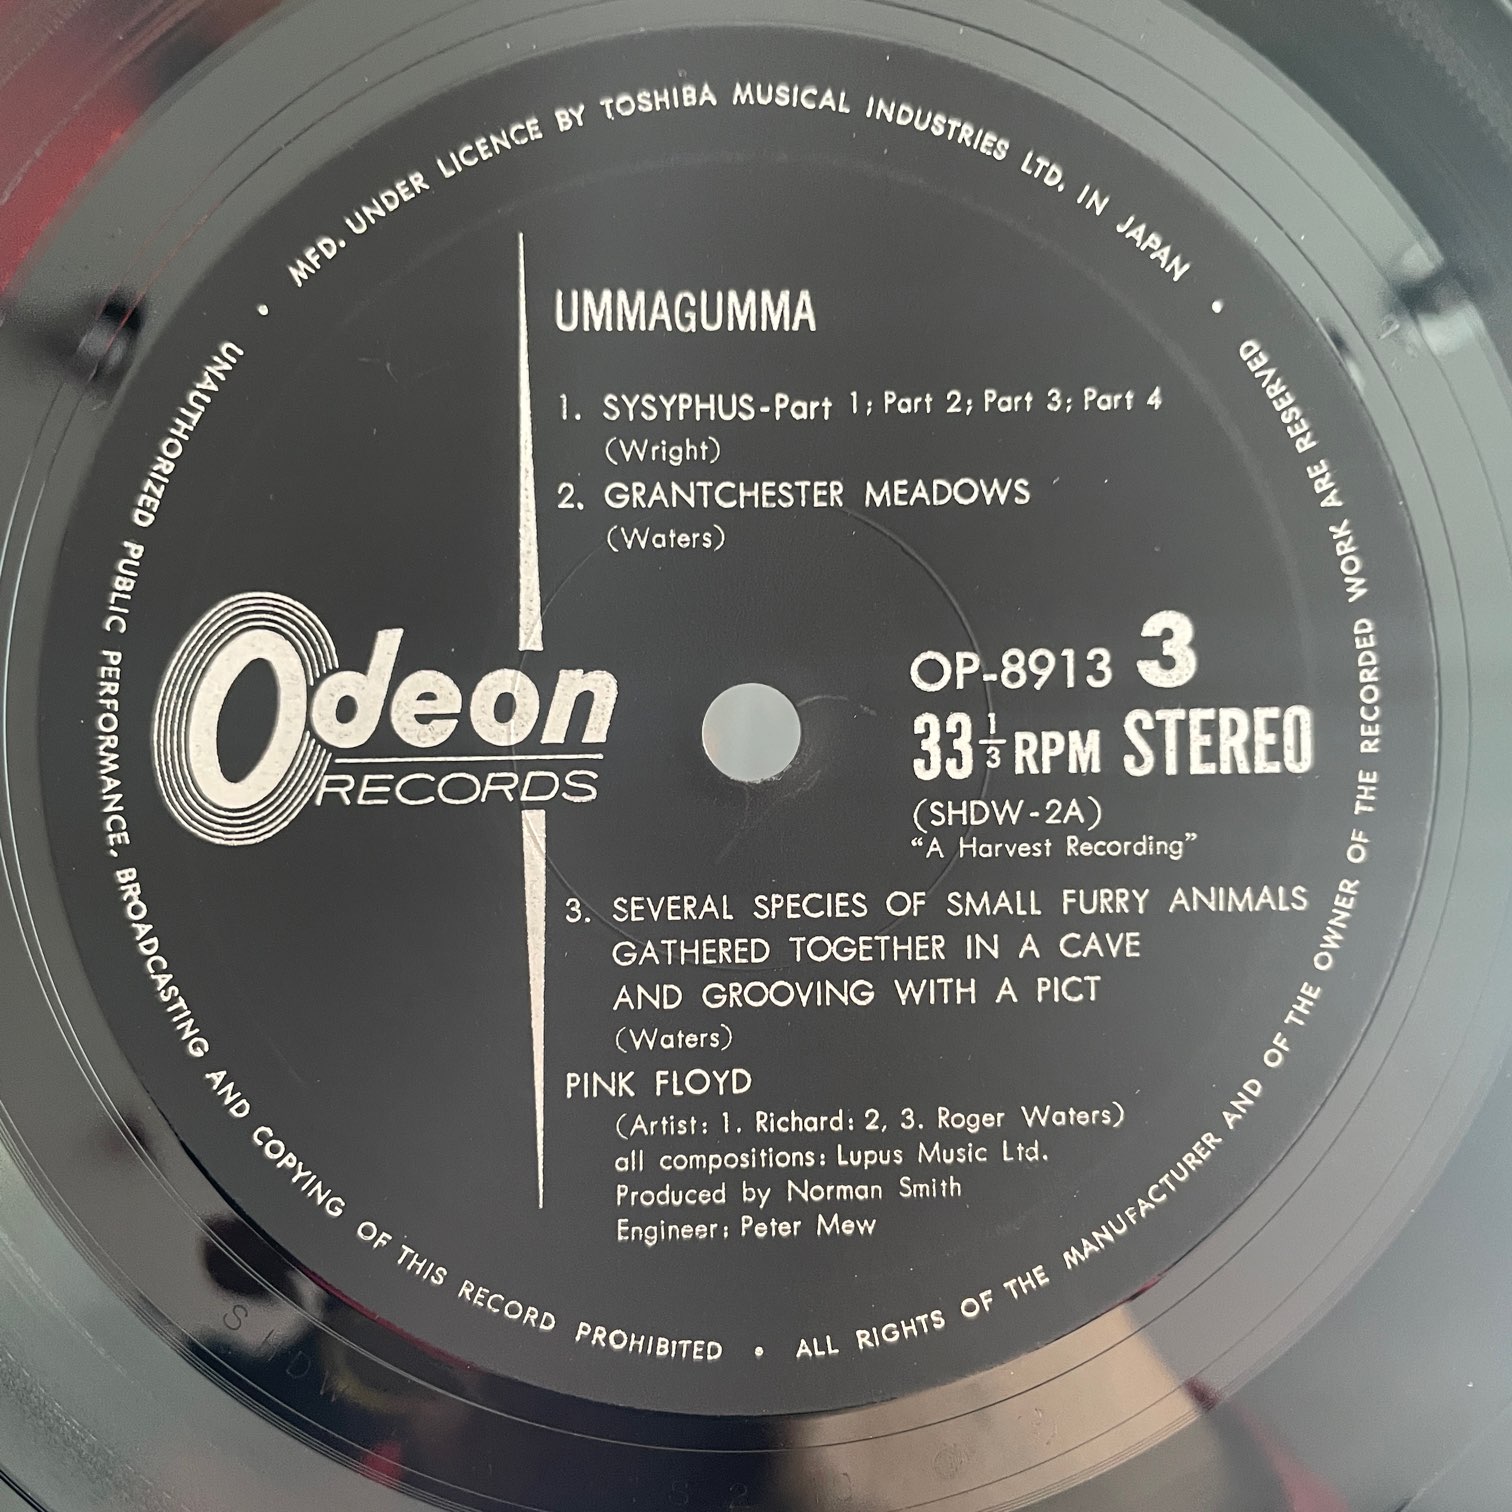 MFD. UNDER LICENCE BY TOSHIBA MUSICAL INDUSTRIES LTD. IN JAPAN •
UMMAGUMMA
1. SYSYPHUS-Part 1; Part 2; Part 3; Part 4
(Wright)
2. GRANTCHESTER MEADOWS
(Waters)
Odeon
RECORDS
OP-8913 3
33 1/3 RPM STEREO
(SHDW-2A)
“A Harvest Recording”
3. SEVERAL SPECIES OF SMALL FURRY ANIMALS
GATHERED TOGETHER IN A CAVE
AND GROOVING WITH A PICT
(Waters)
PINK FLOYD
(Artist: 1. Richard: 2, 3. Roger Waters)
all compositions: Lupus Music Ltd.
Produced by Norman Smith
Engineer: Peter Mew
ALL RIGHTS OF THE MANUFACTURER AND OF THE OWNER OF THE RECORDED WORK ARE RESERVED
UNAUTHORIZED PUBLIC PERFORMANCE, BROADCASTING AND COPYING OF THIS RECORD PROHIBITED •